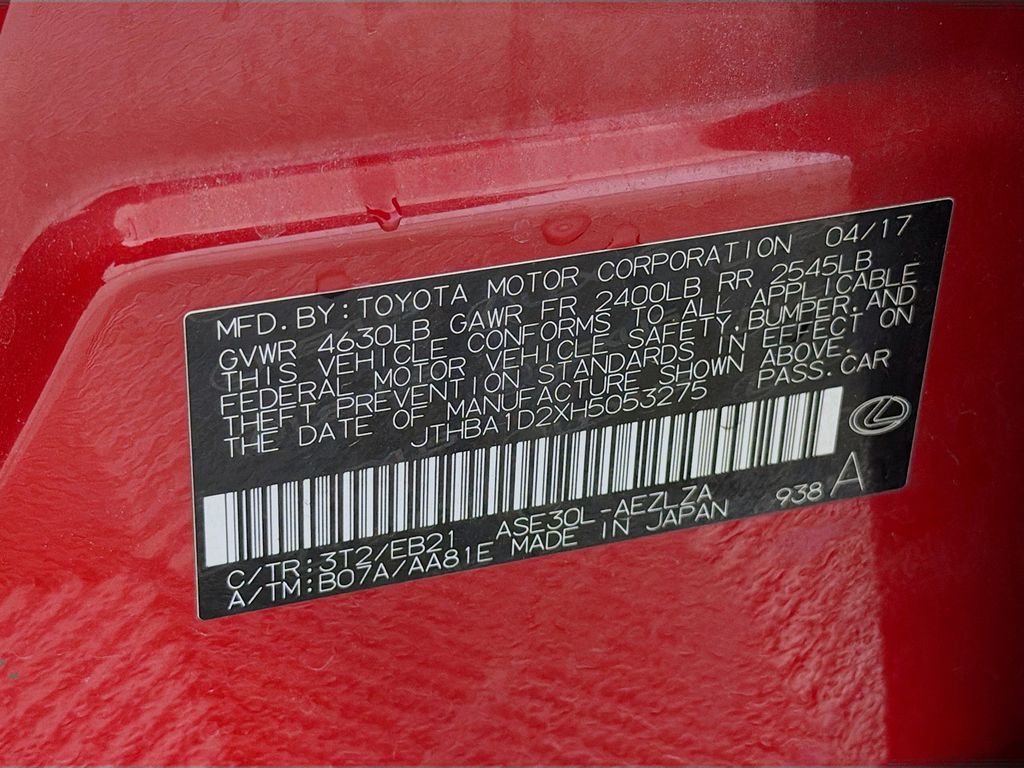 MFD.BY:TOYOTA MOTOR CORPORATION 04/17
GVWR 4630LB GAWR FR 2400LB RR 2545LB
THIS VEHICLE CONFORMS TO ALL APPLICABLE
FEDERAL MOTOR VEHICLE SAFETY,BUMPER,AND
THEFT PREVENTION STANDARDS IN EFFECT ON
THE DATE OF MANUFACTURE SHOWN ABOVE.
JTHBA1D2XH5053275 PASS.CAR
C/TR:3T2/EB21 ASE30L-AEZLZA 938 A
A/TM:B07A/AA81E MADE IN JAPAN